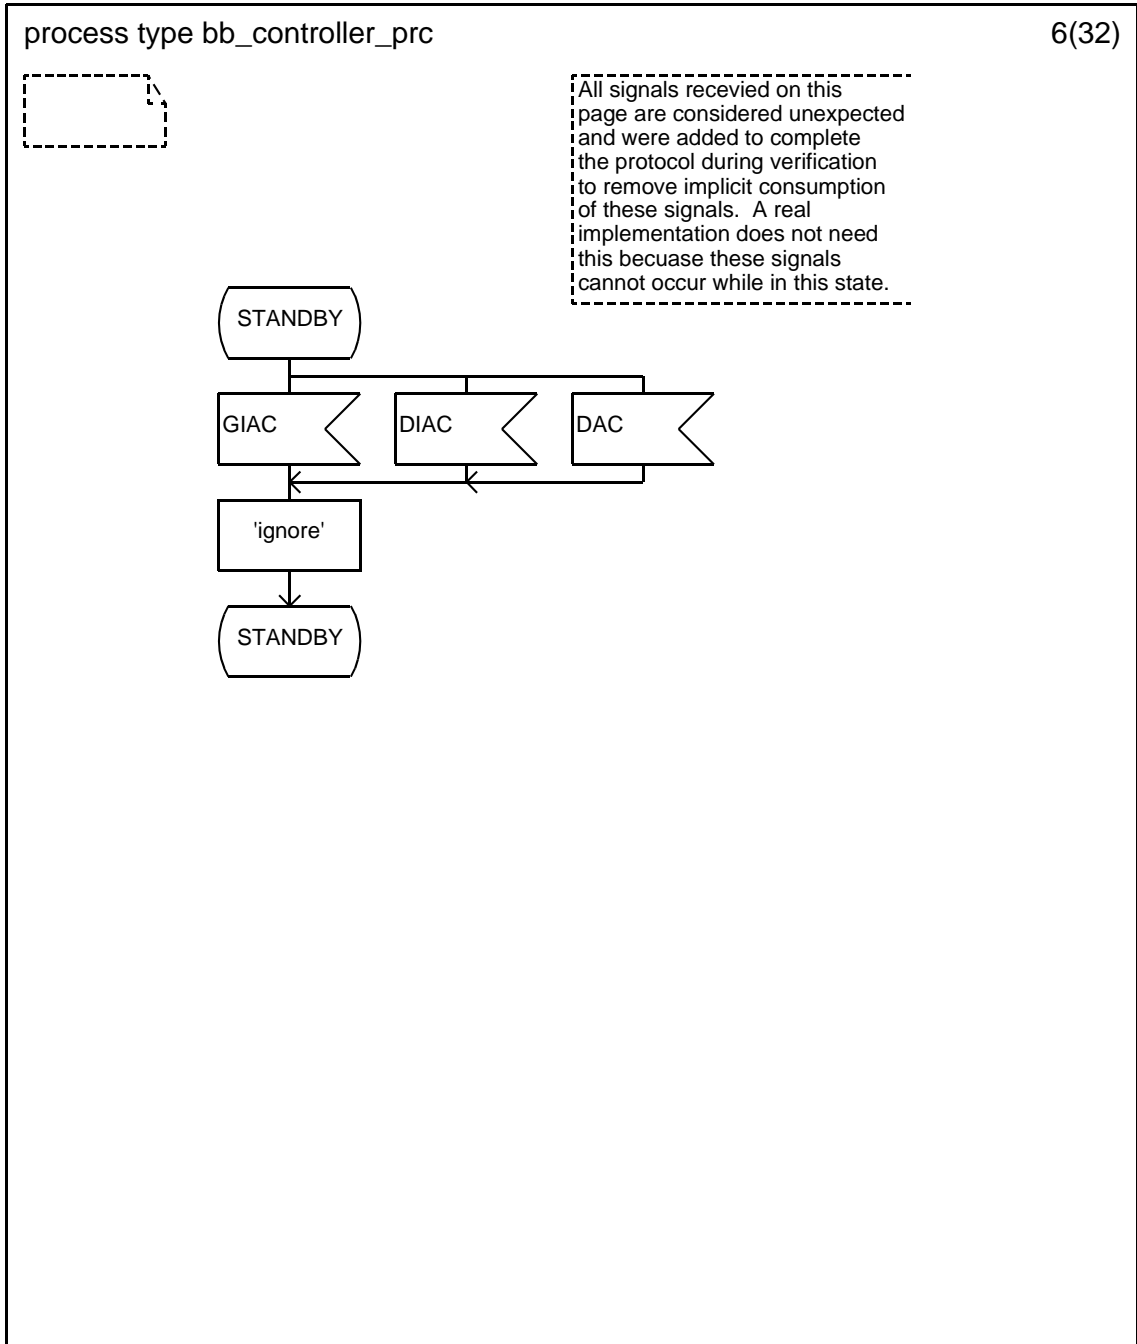 process type bb_controller_prc
6(32)
All signals recevied on this
page are considered unexpected
and were added to complete
the protocol during verification
to remove implicit consumption
of these signals.  A real
implementation does not need
this becuase these signals
cannot occur while in this state.
STANDBY
GIAC
DIAC
DAC
'ignore'
STANDBY